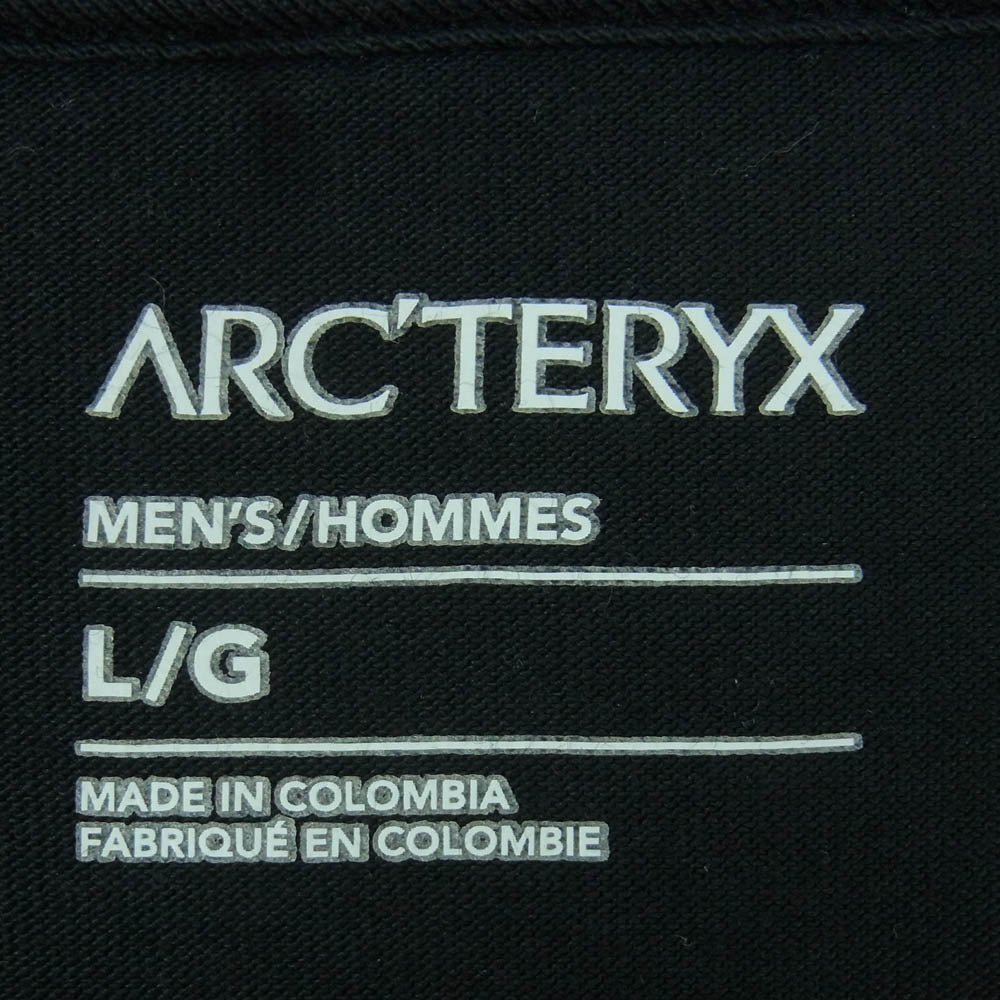 ARC'TERYX
MEN'S/HOMMES
L/G
MADE IN COLOMBIA
FABRIQUÉ EN COLOMBIE